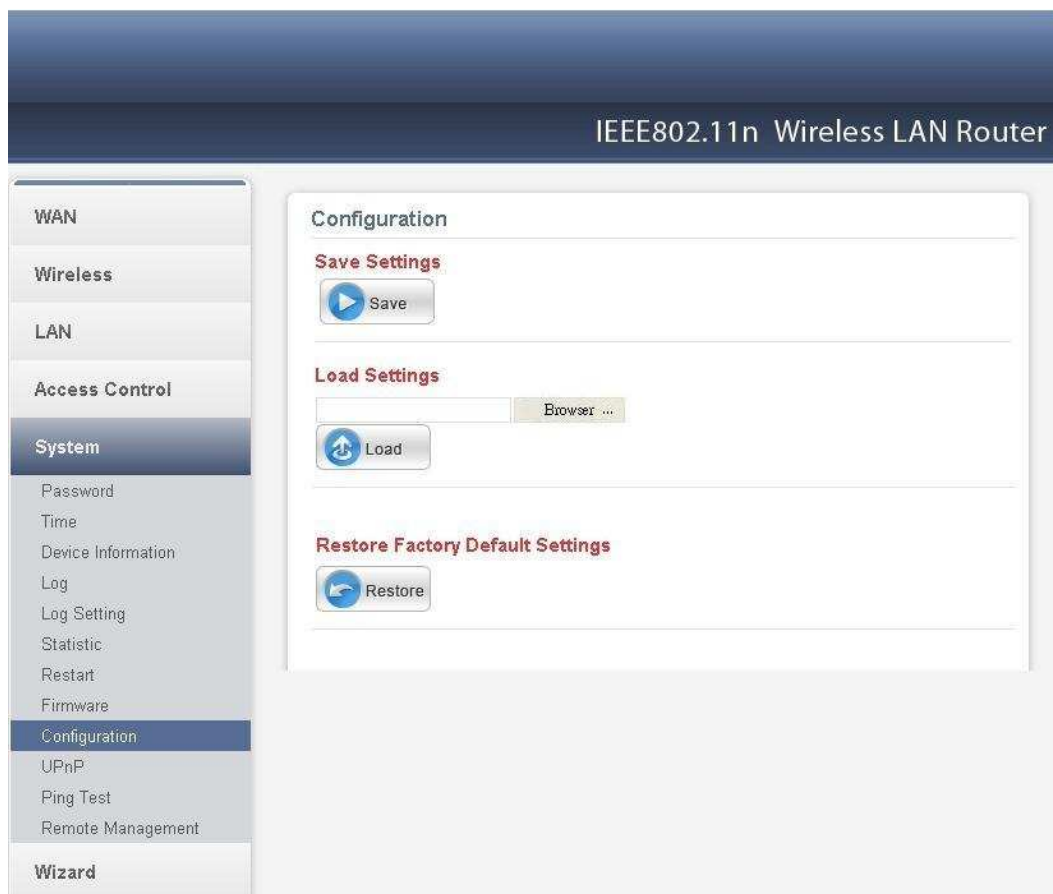 IEEE802.11n Wireless LAN Router
WAN
Wireless
LAN
Access Control
System
Password
Time
Device Information
Log
Log Setting
Statistic
Restart
Firmware
Configuration
UPnP
Ping Test
Remote Management
Wizard
Configuration
Save Settings
Save
Load Settings
Browser ...
Load
Restore Factory Default Settings
Restore